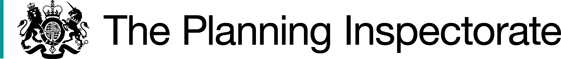 The Planning Inspectorate